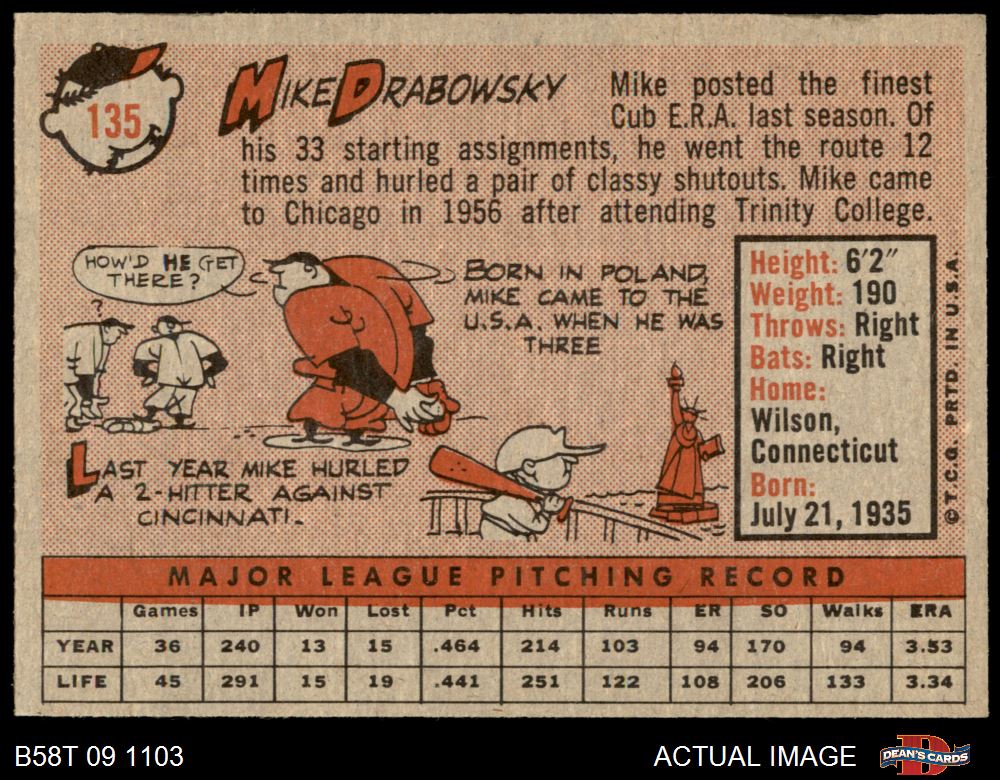 135
MIKE DRABOWSKY
Mike posted the finest
Cub E.R.A. last season. Of
his 33 starting assignments, he went the route 12
times and hurled a pair of classy shutouts. Mike came
to Chicago in 1956 after attending Trinity College.
HOW'D HE GET
THERE?
?
BORN IN POLAND,
MIKE CAME TO THE
U.S.A. WHEN HE WAS
THREE
LAST YEAR MIKE HURLED
A 2-HITTER AGAINST
CINCINNATI.
Height: 6'2"
Weight: 190
Throws: Right
Bats: Right
Home:
Wilson,
Connecticut
Born:
July 21, 1935
© T.C.G. PRTD. IN U.S.A.
MAJOR LEAGUE PITCHING RECORD
Games IP Won Lost Pct Hits Runs ER SO Walks ERA
YEAR 36 240 13 15 .464 214 103 94 170 94 3.53
LIFE 45 291 15 19 .441 251 122 108 206 133 3.34
B58T 09 1103
ACTUAL IMAGE
D
DEAN'S CARDS